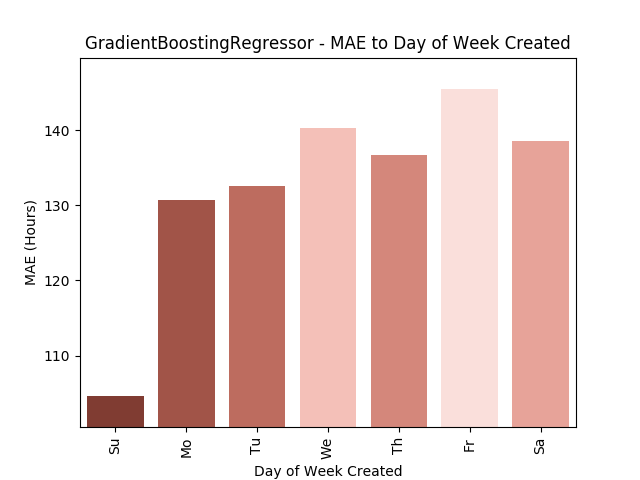 GradientBoostingRegressor - MAE to Day of Week Created
MAE (Hours)
140
130
120
110
Su
Mo
Tu
We
Th
Fr
Sa
Day of Week Created